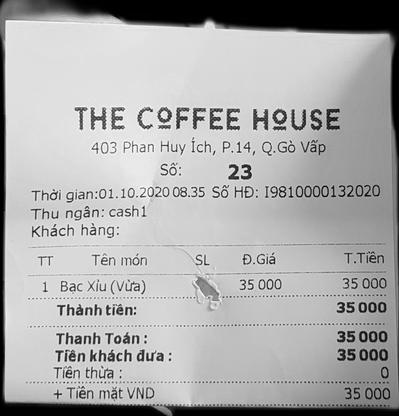 THE COFFEE HOUSE
403 Phan Huy Ích, P.14, Q.Gò Vấp
Số: 23
Thời gian:01.10.2020 08.35 Số HĐ: I9810000132020
Thu ngân: cash1
Khách hàng:
TT Tên món SL Đ.Giá T.Tiền
1 Bạc Xíu (Vừa) 35 000 35 000
Thành tiền: 35 000
Thanh Toán : 35 000
Tiền khách đưa : 35 000
Tiền thừa : 0
+ Tiền mặt VND 35 000